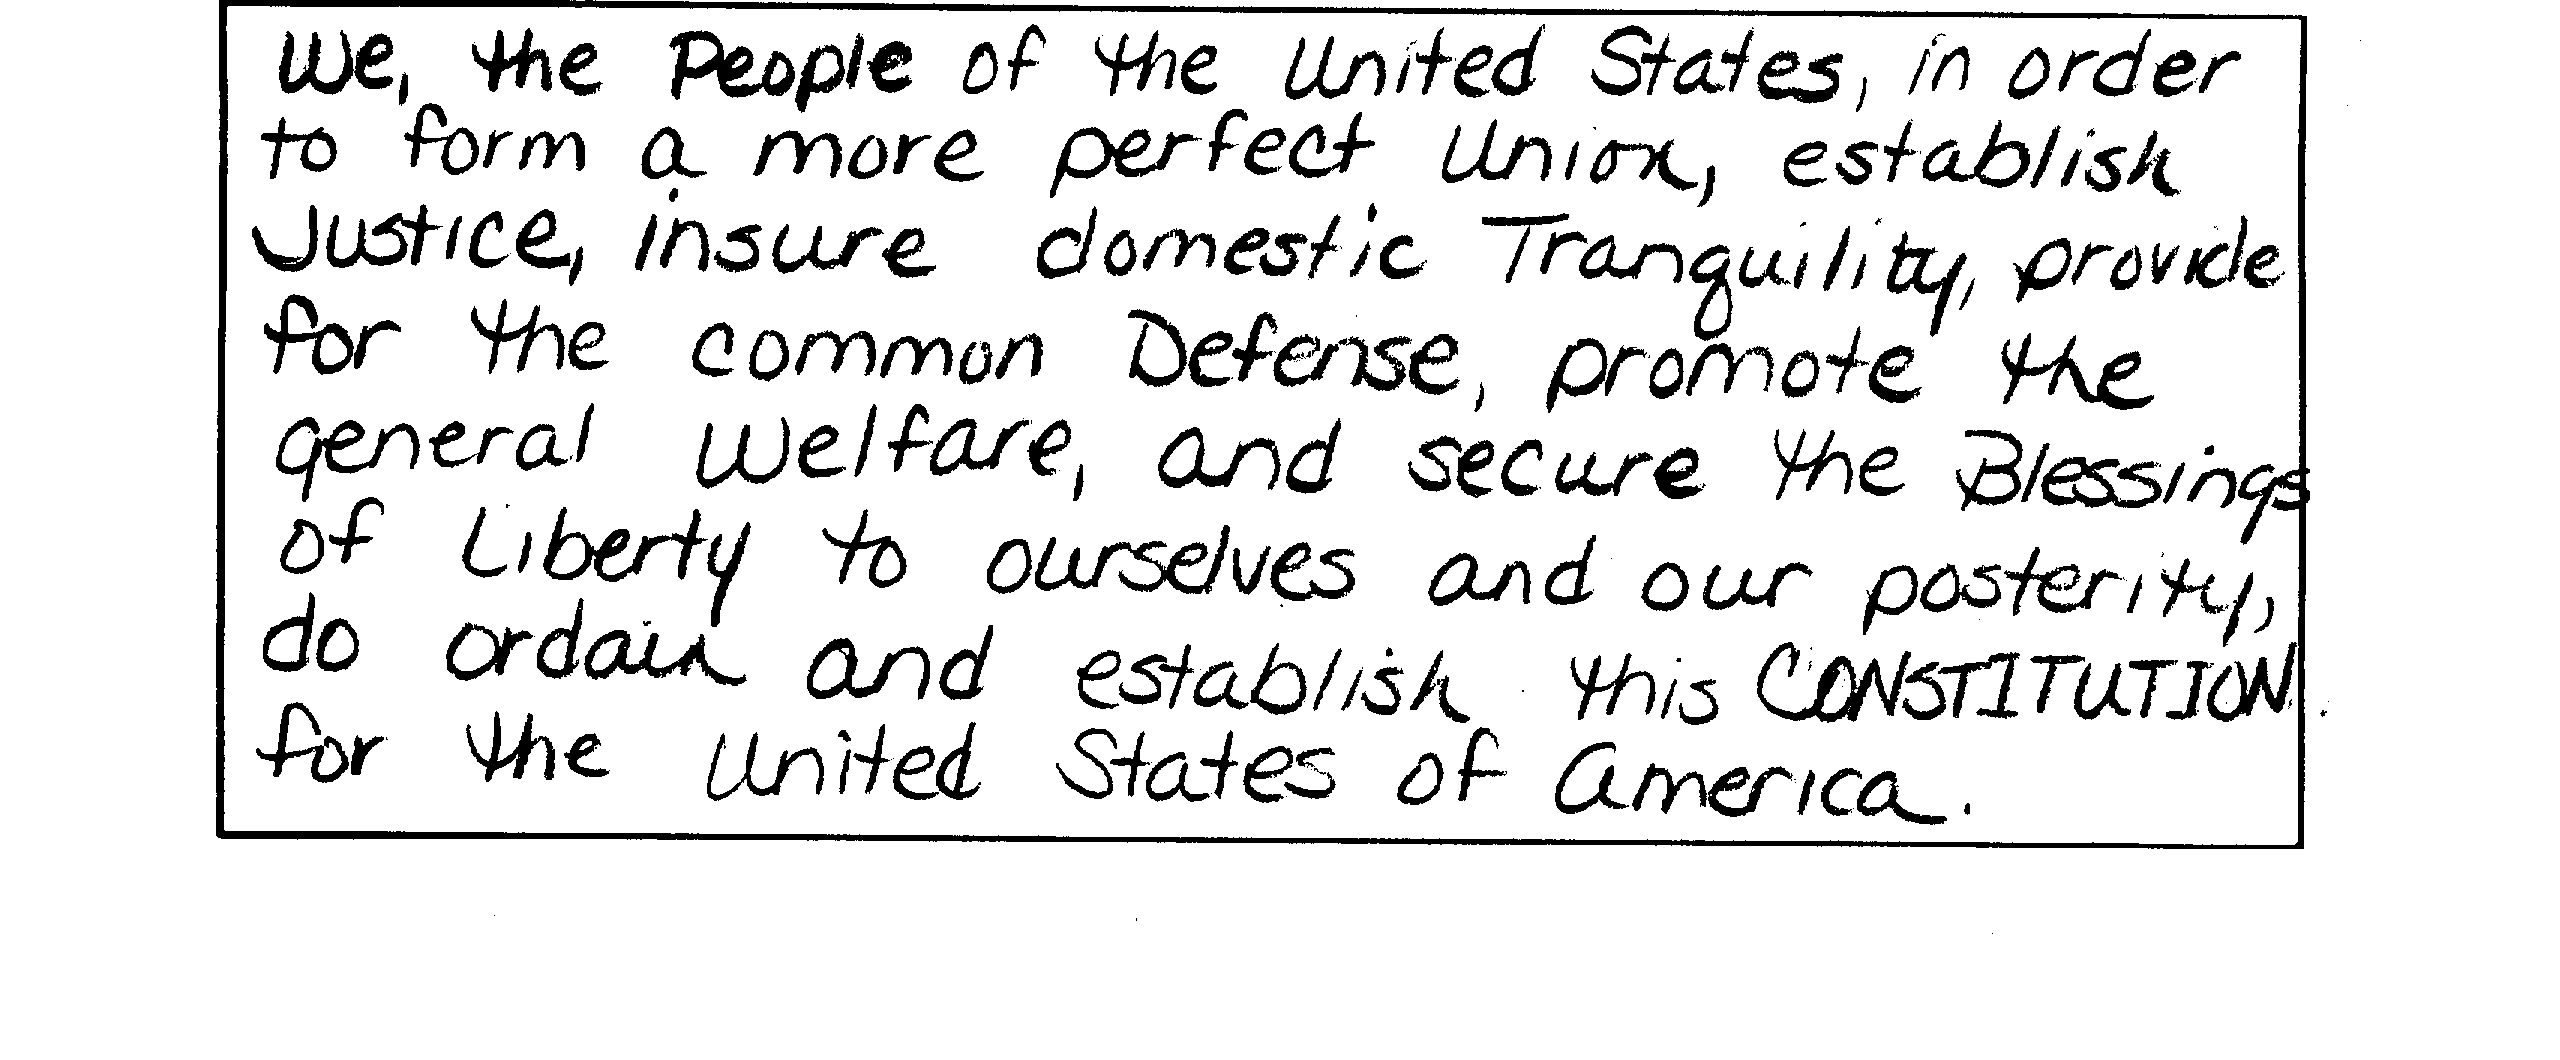 We, the People of the United States, in order
to form a more perfect Union, establish
Justice, insure domestic Tranquility, provide
for the common Defense, promote the
general Welfare, and secure the Blessings
of Liberty to ourselves and our posterity,
do ordain and establish this CONSTITUTION
for the United States of America.